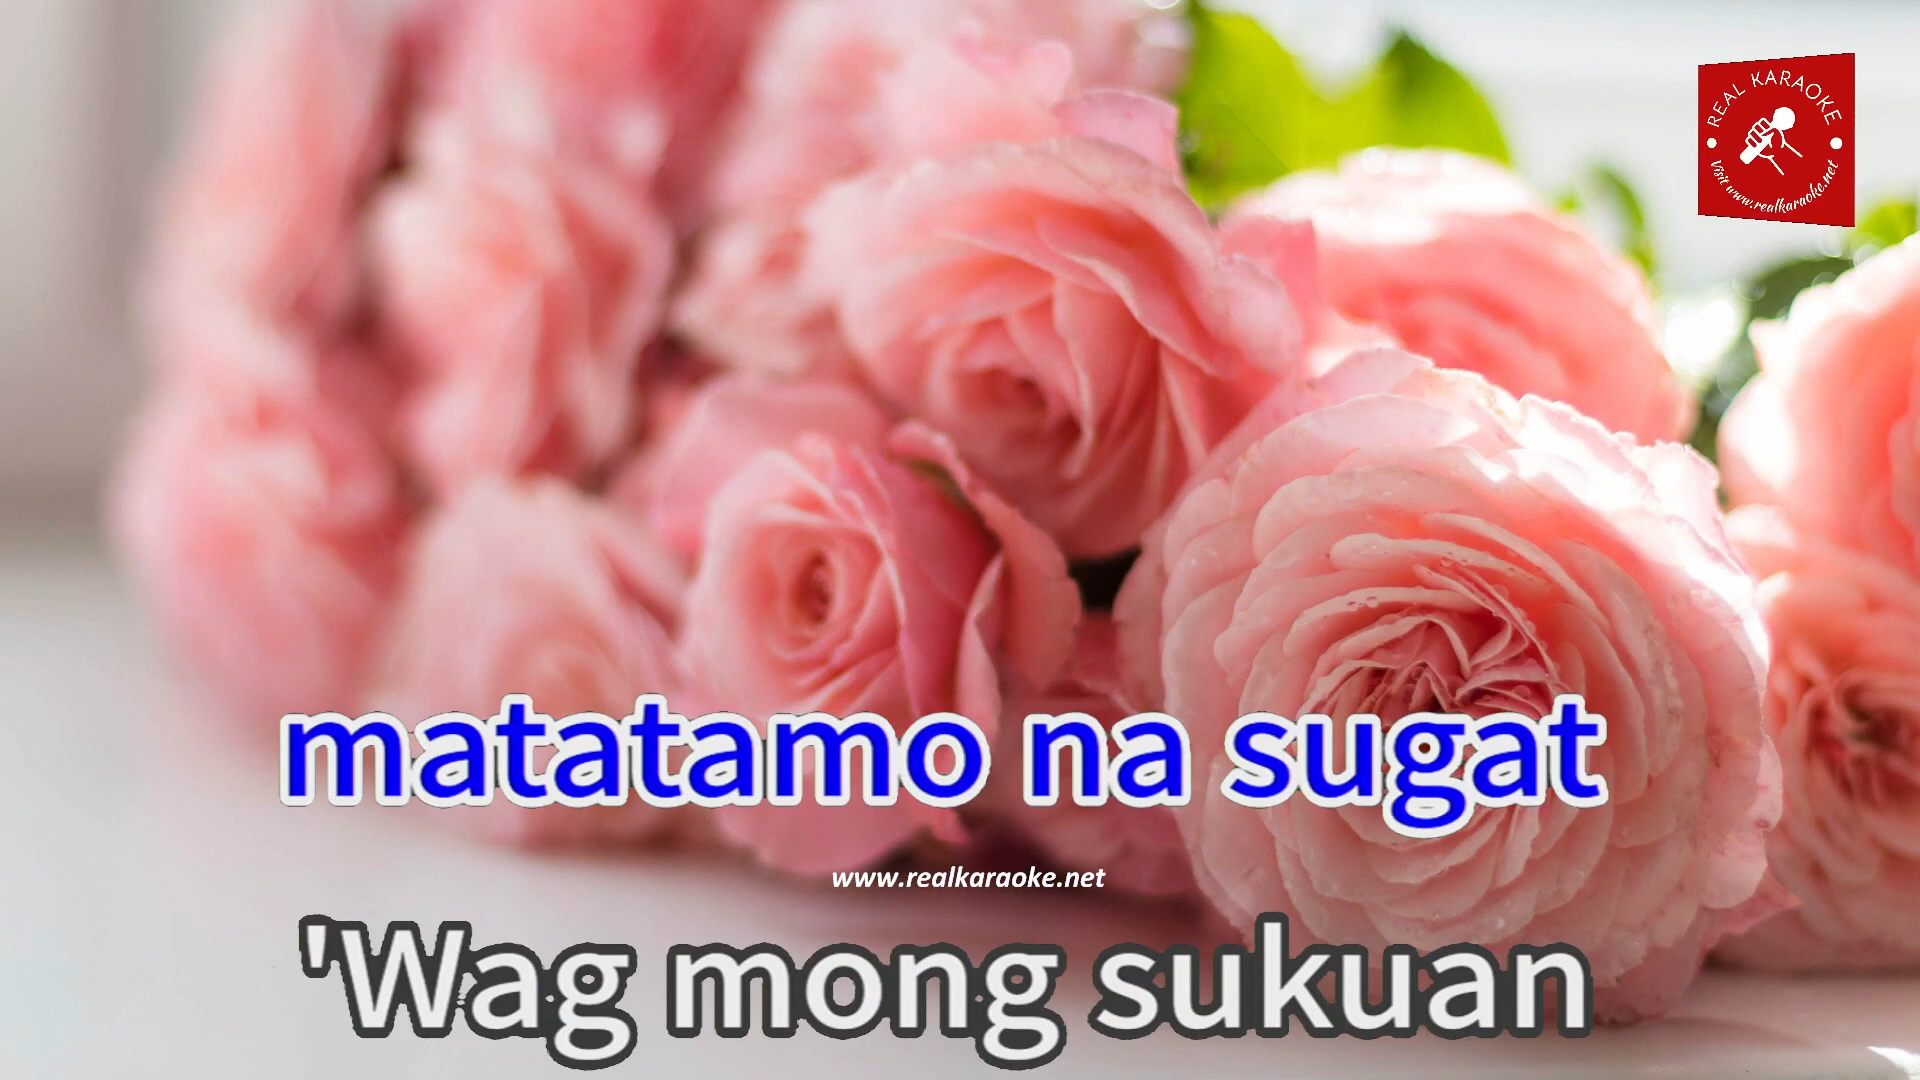 REAL KARAOKE
Visit www.realkaraoke.net
matatamo na sugat
www.realkaraoke.net
'Wag mong sukuan